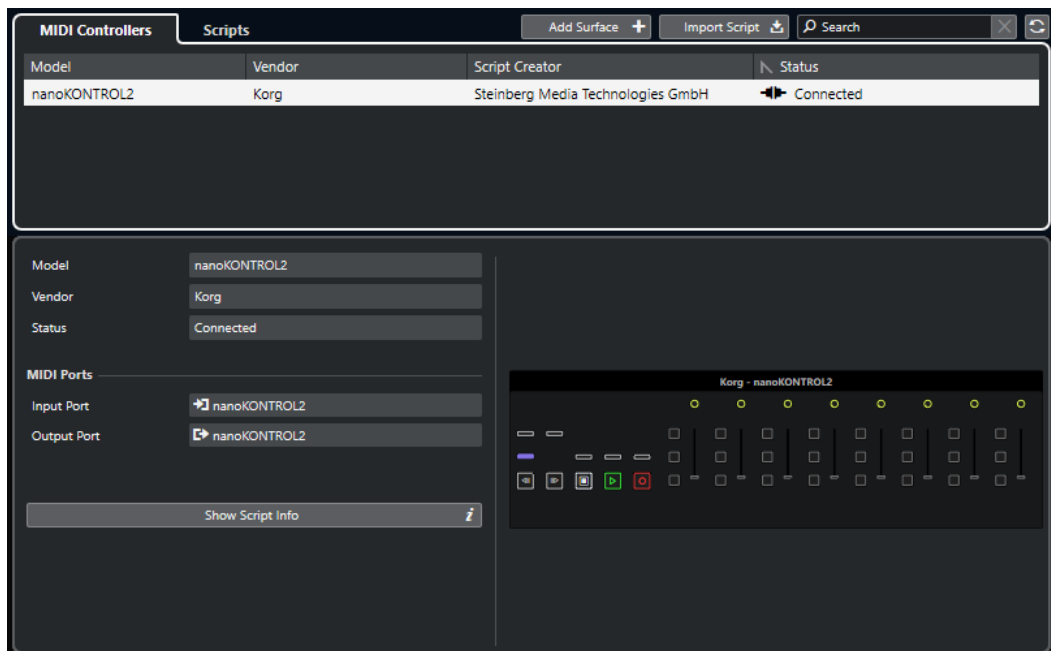 MIDI Controllers Scripts Add Surface Import Script Search
Model Vendor Script Creator Status
nanoKONTROL2 Korg Steinberg Media Technologies GmbH Connected
Model nanoKONTROL2
Vendor Korg
Status Connected
MIDI Ports
Input Port nanoKONTROL2
Output Port nanoKONTROL2
Show Script Info i
Korg - nanoKONTROL2